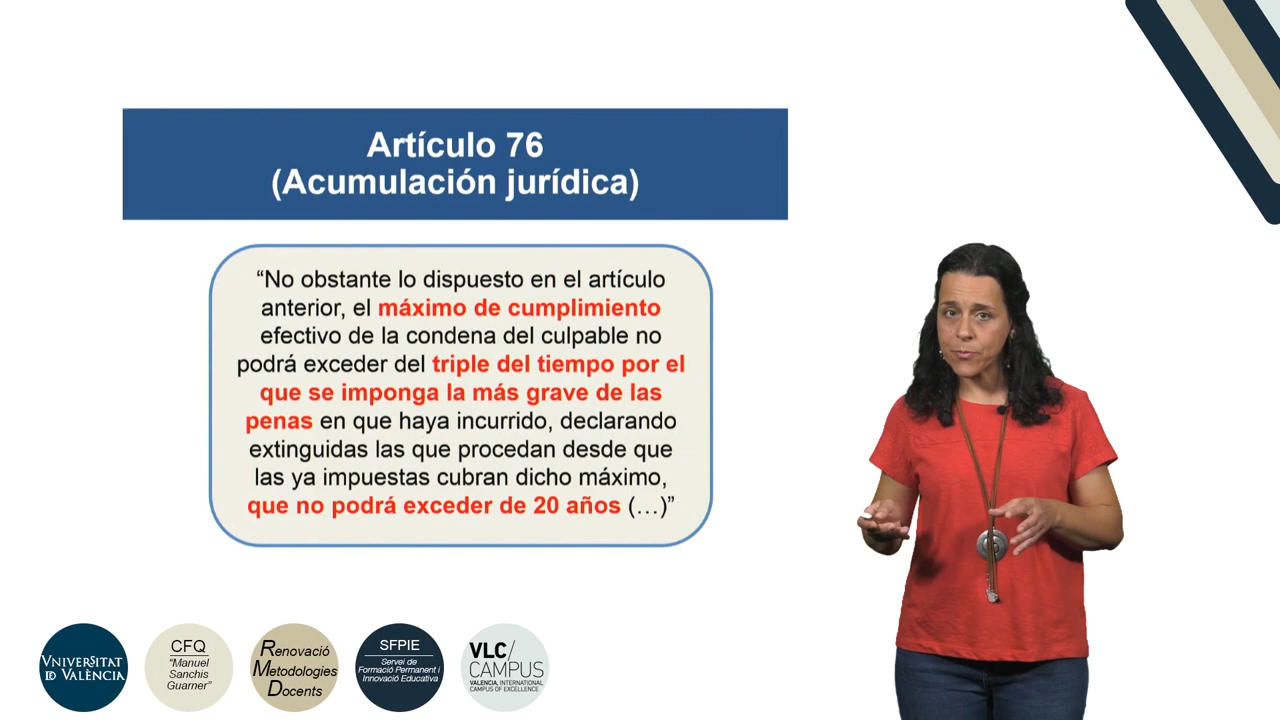 Artículo 76
(Acumulación jurídica)
“No obstante lo dispuesto en el artículo
anterior, el máximo de cumplimiento
efectivo de la condena del culpable no
podrá exceder del triple del tiempo por el
que se imponga la más grave de las
penas en que haya incurrido, declarando
extinguidas las que procedan desde que
las ya impuestas cubran dicho máximo,
que no podrá exceder de 20 años (…)”
VNIVERSITAT
ID VALÈNCIA
CFQ
“Manuel
Sanchis
Guarner”
Renovació
Metodologies
Docents
SFPIE
Servei de
Formació Permanent i
Innovació Educativa
VLC/
CAMPUS
VALENCIA, INTERNATIONAL
CAMPUS OF EXCELLENCE